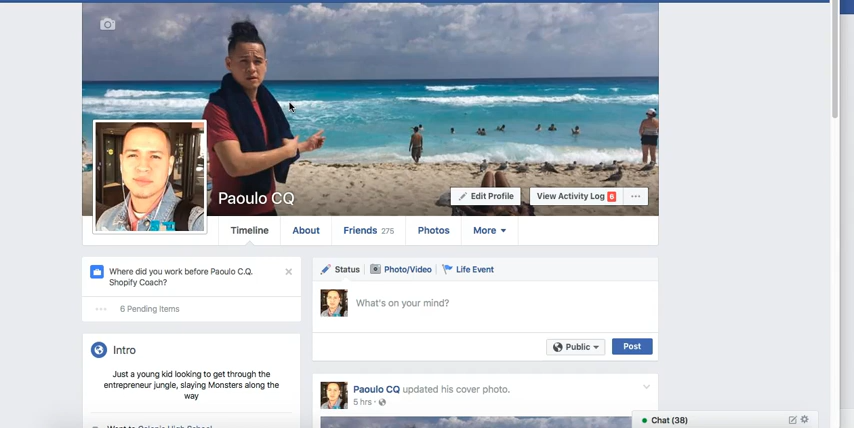 Paoulo CQ
Edit Profile
View Activity Log 6
Timeline
About
Friends 275
Photos
More
Where did you work before Paoulo C.Q.
Shopify Coach?
6 Pending Items
Intro
Just a young kid looking to get through the
entrepreneur jungle, slaying Monsters along the
way
Status
Photo/Video
Life Event
What's on your mind?
Public
Post
Paoulo CQ updated his cover photo.
5 hrs
Chat (38)